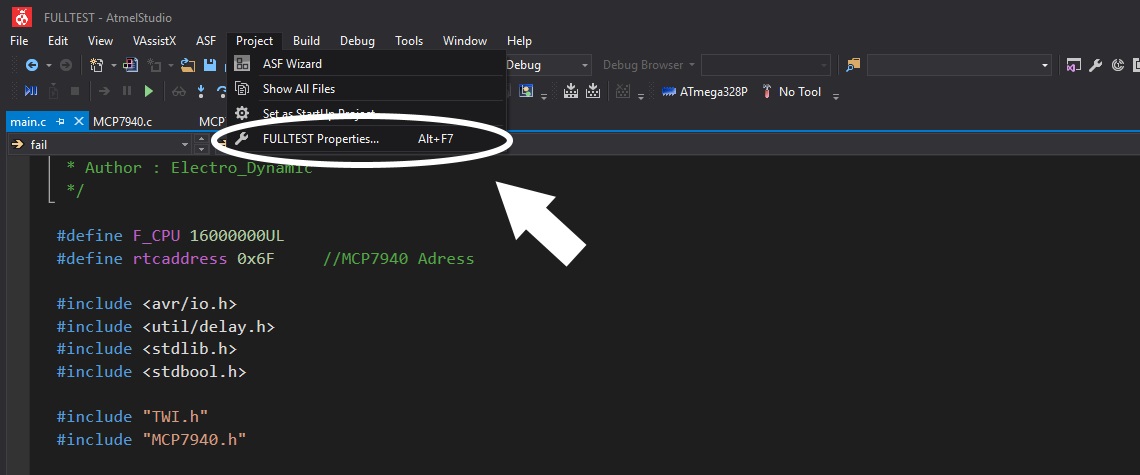 FULLTEST - AtmelStudio
File Edit View VAssistX ASF Project Build Debug Tools Window Help
Debug Debug Browser
ATmega328P No Tool
ASF Wizard
Show All Files
Set as StartUp Project
FULLTEST Properties... Alt+F7
main.c MCP7940.c MCP7
fail
* Author : Electro_Dynamic
*/
#define F_CPU 16000000UL
#define rtcaddress 0x6F //MCP7940 Adress
#include <avr/io.h>
#include <util/delay.h>
#include <stdlib.h>
#include <stdbool.h>
#include "TWI.h"
#include "MCP7940.h"